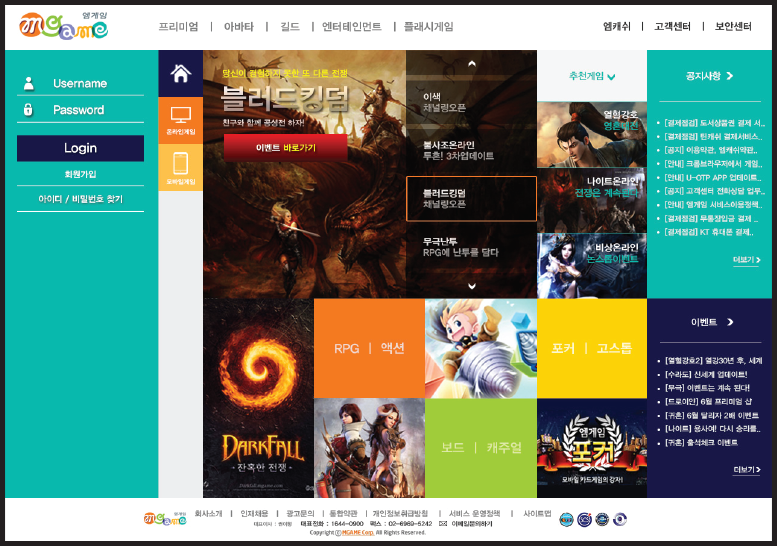 엠게임
mgame
프리미엄 | 아바타 | 길드 | 엔터테인먼트 | 플래시게임
엠캐쉬 | 고객센터 | 보안센터
Username
Password
Login
회원가입
아이디 / 비밀번호 찾기
온라인게임
모바일게임
당신이 경험하지 못한 또 다른 전쟁
블러드킹덤
친구와 함께 공성전 하자!
이벤트 바로가기
이색
채널링오픈
불사조온라인
투혼! 3차업데이트
블러드킹덤
채널링오픈
무극난투
RPG에 난투를 담다
추천게임
열혈강호
나이트온라인
전쟁은 계속된다
비상온라인
논스톱이벤트
공지사항
[결제점검] 도서상품권 결제 서..
[결제점검] 틴캐쉬 결제서비스..
[공지] 이용약관, 엠캐쉬약관..
[안내] 크롬브라우저에서 게임..
[안내] U-OTP APP 업데이트..
[공지] 고객센터 전화상담 업무..
[안내] 엠게임 서비스이용정책..
[결제점검] 무통장입금 결제 ..
[결제점검] KT 휴대폰 결제..
더보기
이벤트
[열혈강호2] 열강30년 후, 세계
[수라도] 신세계 업데이트!
[무극] 이벤트는 계속 된다!
[드로이얀] 6월 프리미엄 샵
[귀혼] 6월 달리자 2배 이벤트
[나이트] 용사여! 다시 승리를..
[귀혼] 출석체크 이벤트
더보기
DARKFALL
- 잔혹한 전쟁 -
RPG | 액션
포커 | 고스톱
보드 | 캐주얼
엠게임
포커
모바일 카드게임의 강자!
mgame
엠게임
회사소개 | 인재채용 | 광고문의 | 통합약관 | 개인정보취급방침 | 서비스 운영정책 | 사이트맵
대표전화 : 1644-0900 팩스 : 02-6989-5242 이메일문의하기
Copyright © MGAME Corp. All Rights Reserved.